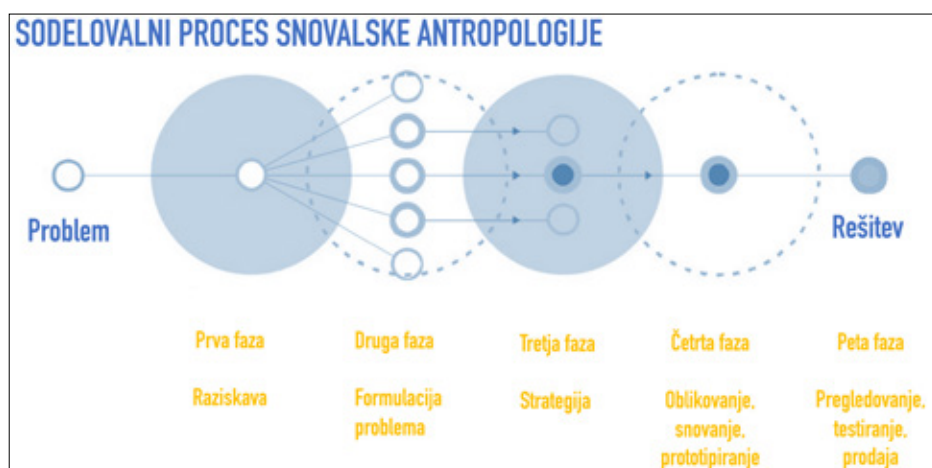 SODELOVALNI PROCES SNOVALSKE ANTROPOLOGIJE
Problem
Rešitev
Prva faza
Druga faza
Tretja faza
Četrta faza
Peta faza
Raziskava
Formulacija
problema
Strategija
Oblikovanje,
snovanje,
prototipiranje
Pregledovanje,
testiranje,
prodaja